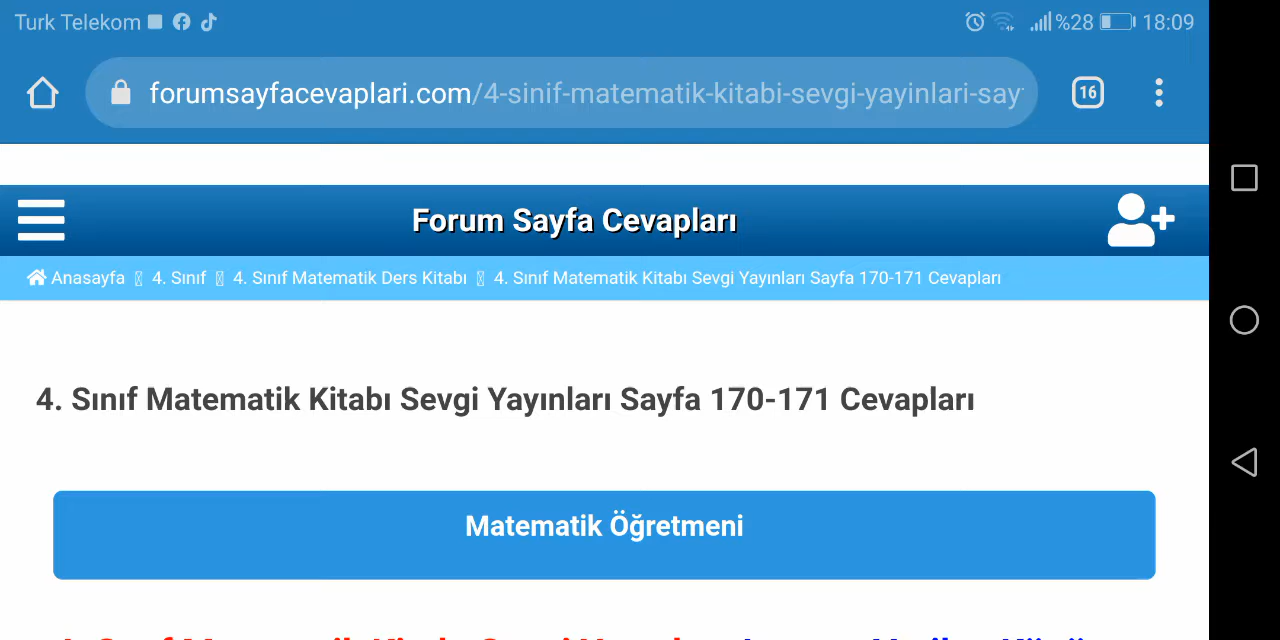 Turk Telekom %28 18:09
forumsayfacevaplari.com/4-sinif-matematik-kitabi-sevgi-yayinlari-say
16
Forum Sayfa Cevapları
Anasayfa 4. Sınıf 4. Sınıf Matematik Ders Kitabı 4. Sınıf Matematik Kitabı Sevgi Yayınları Sayfa 170-171 Cevapları
4. Sınıf Matematik Kitabı Sevgi Yayınları Sayfa 170-171 Cevapları
Matematik Öğretmeni